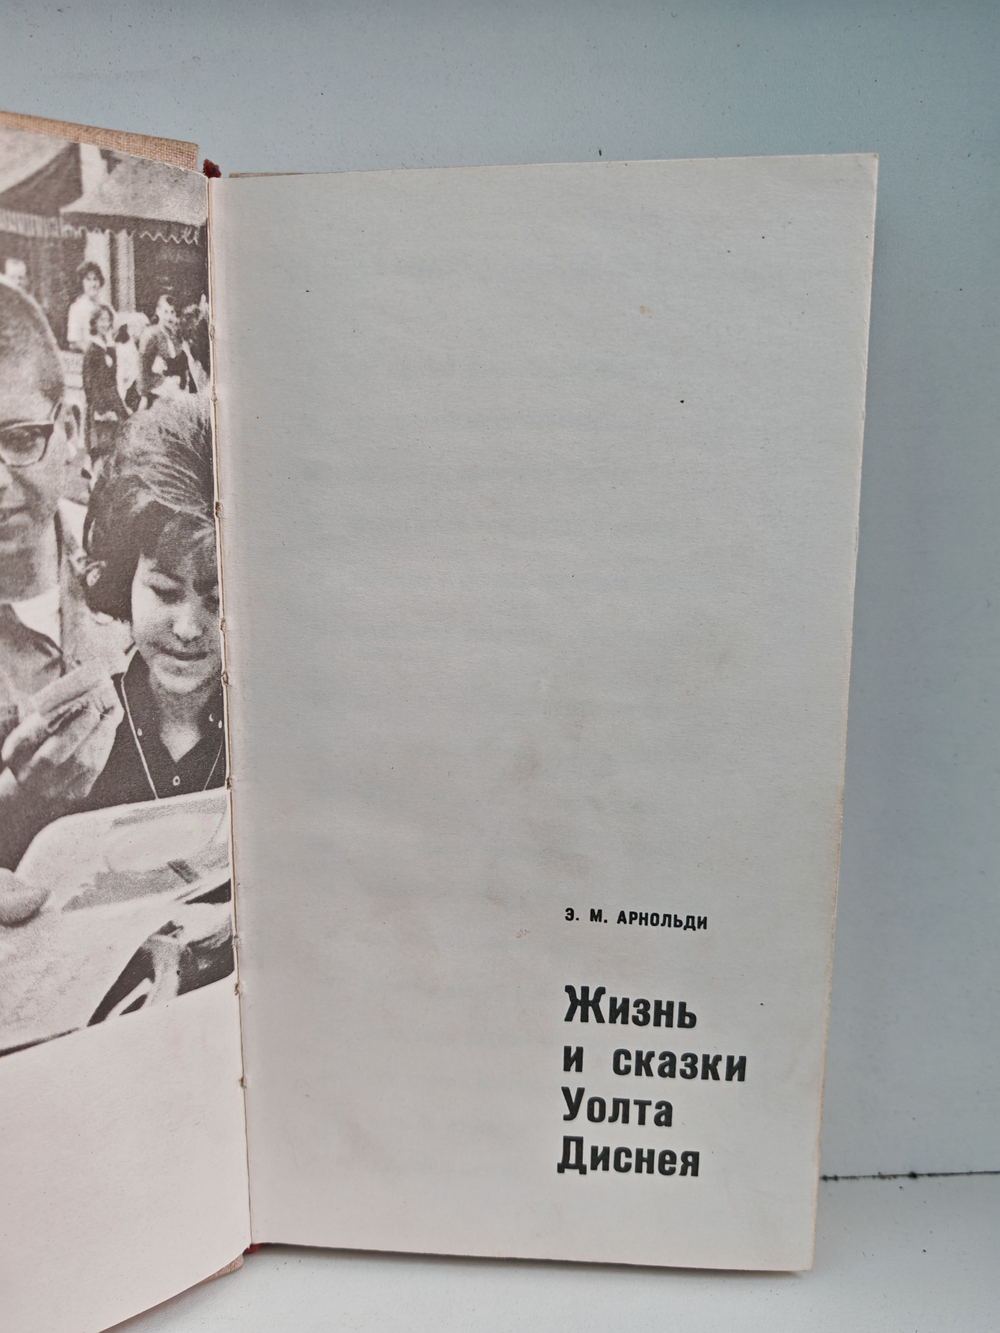 Э. М. АРНОЛЬДИ
Жизнь
и сказки
Уолта
Диснея